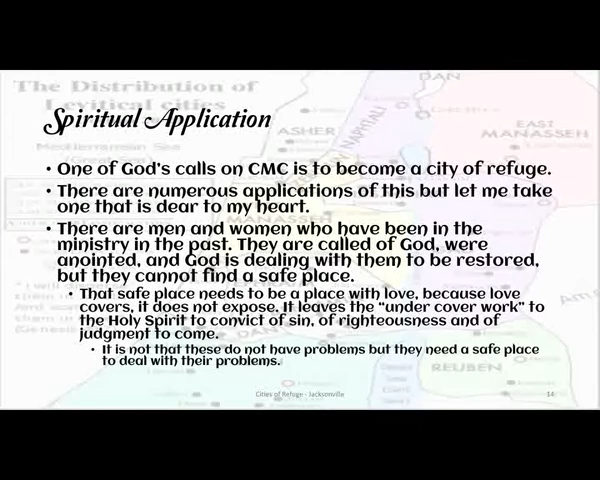 The Distribution of
Levitical cities
DAN
Spiritual Application
Mediterranean Sea
ASHER
NAPHTALI
EAST
MANASSEH
• One of God's calls on CMC is to become a city of refuge.
• There are numerous applications of this but let me take
one that is dear to my heart.
MANASSEH
• There are men and women who have been in the
ministry in the past. They are called of God, were
anointed, and God is dealing with them to be restored,
but they cannot find a safe place.
• That safe place needs to be a place with love, because love
covers, it does not expose. It leaves the “under cover work” to
the Holy Spirit to convict of sin, of righteousness and of
judgment to come.
• It is not that these do not have problems but they need a safe place
to deal with their problems.
DAN
REUBEN
Cities of Refuge - Jacksonville
14